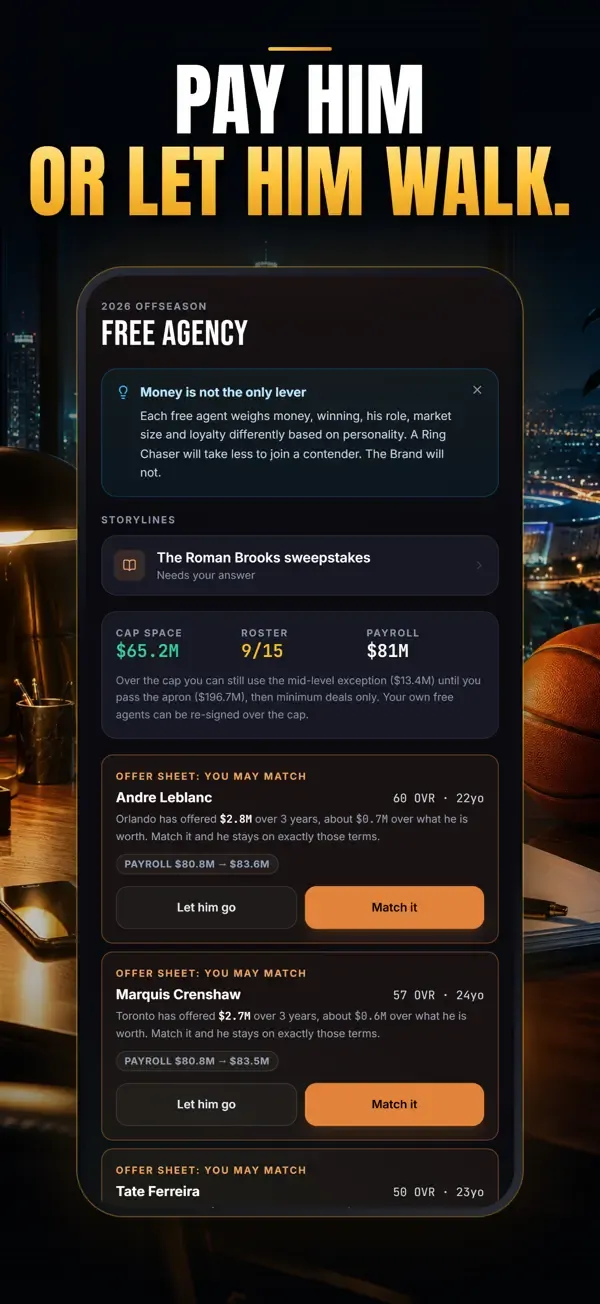 PAY HIM
OR LET HIM WALK.
2026 OFFSEASON
FREE AGENCY
Money is not the only lever
Each free agent weighs money, winning, his role, market
size and loyalty differently based on personality. A Ring
Chaser will take less to join a contender. The Brand will
not.
STORYLINES
The Roman Brooks sweepstakes
Needs your answer
CAP SPACE ROSTER PAYROLL
$65.2M 9/15 $81M
Over the cap you can still use the mid-level exception ($13.4M) until you
pass the apron ($196.7M), then minimum deals only. Your own free
agents can be re-signed over the cap.
OFFER SHEET: YOU MAY MATCH
Andre Leblanc 60 OVR · 22yo
Orlando has offered $2.8M over 3 years, about $0.7M over what he is
worth. Match it and he stays on exactly those terms.
PAYROLL $80.8M → $83.6M
Let him go Match it
OFFER SHEET: YOU MAY MATCH
Marquis Crenshaw 57 OVR · 24yo
Toronto has offered $2.7M over 3 years, about $0.6M over what he is
worth. Match it and he stays on exactly those terms.
PAYROLL $80.8M → $83.5M
Let him go Match it
OFFER SHEET: YOU MAY MATCH
Tate Ferreira 50 OVR · 23yo